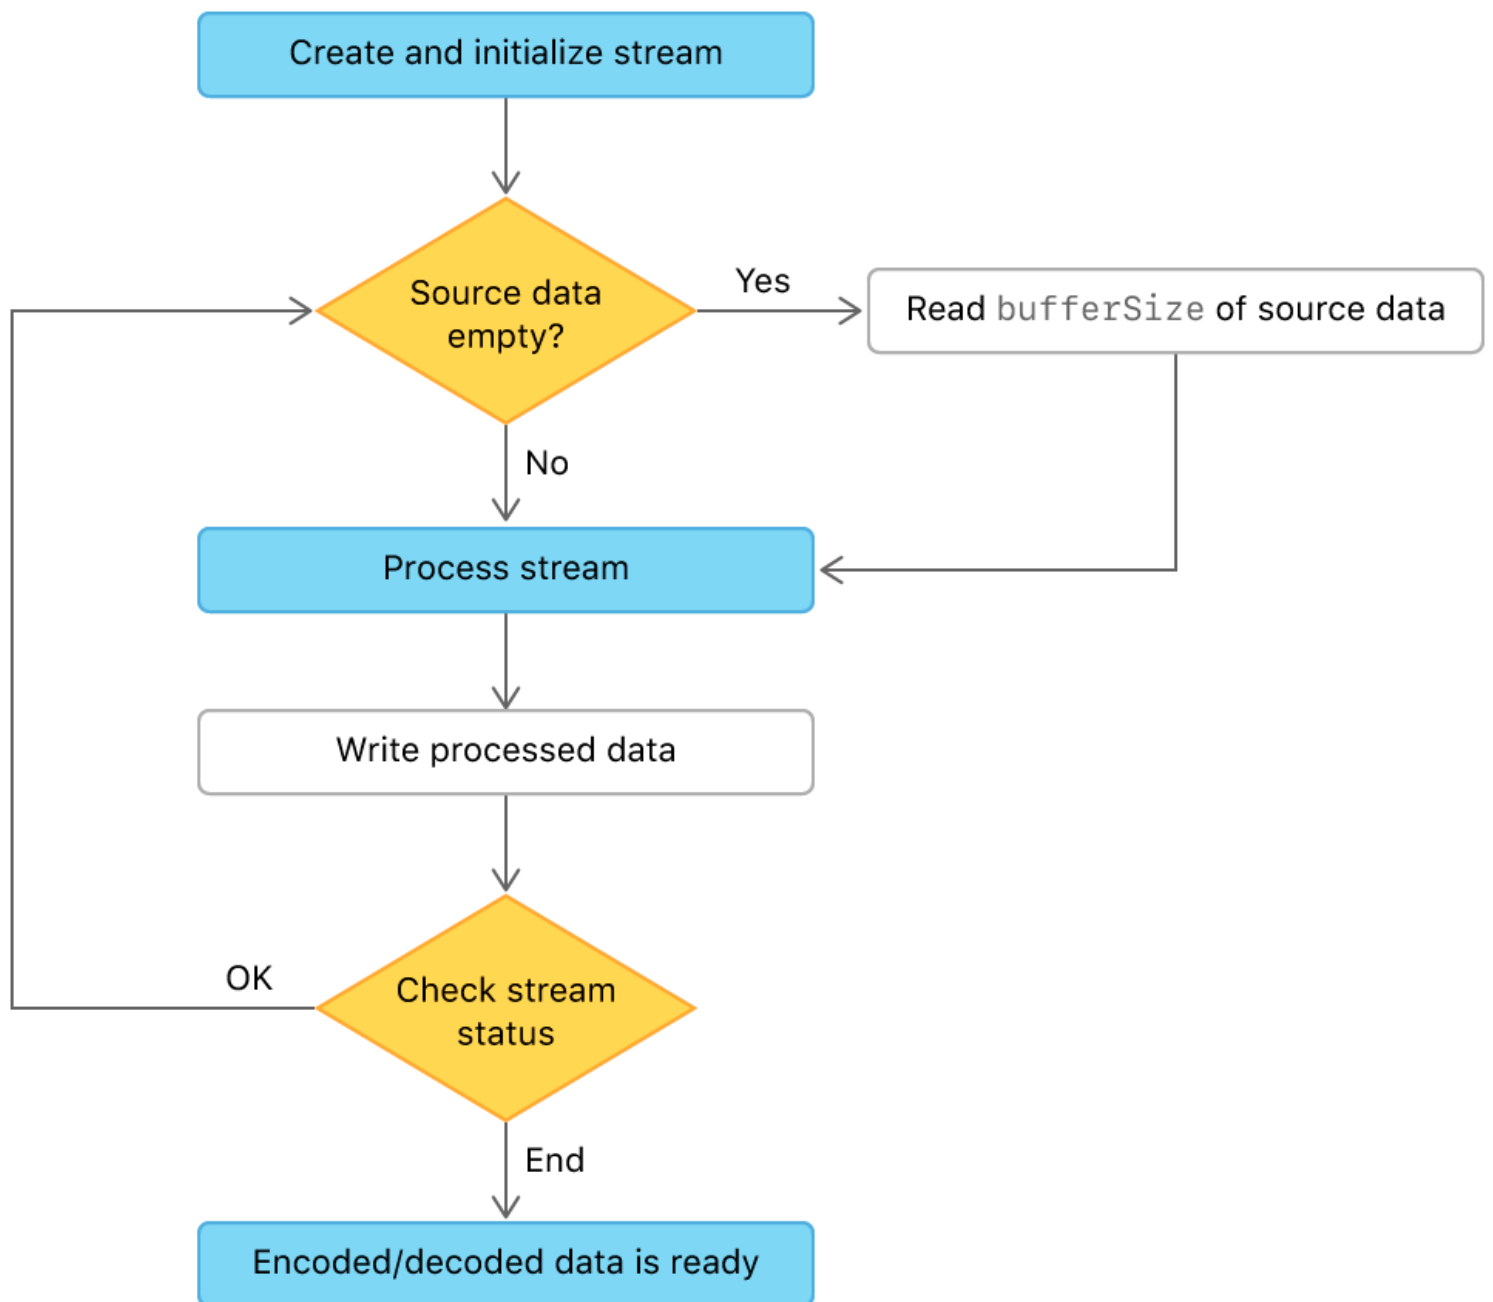 Create and initialize stream
Source data
empty?
Yes
Read bufferSize of source data
No
Process stream
Write processed data
Check stream
status
OK
End
Encoded/decoded data is ready